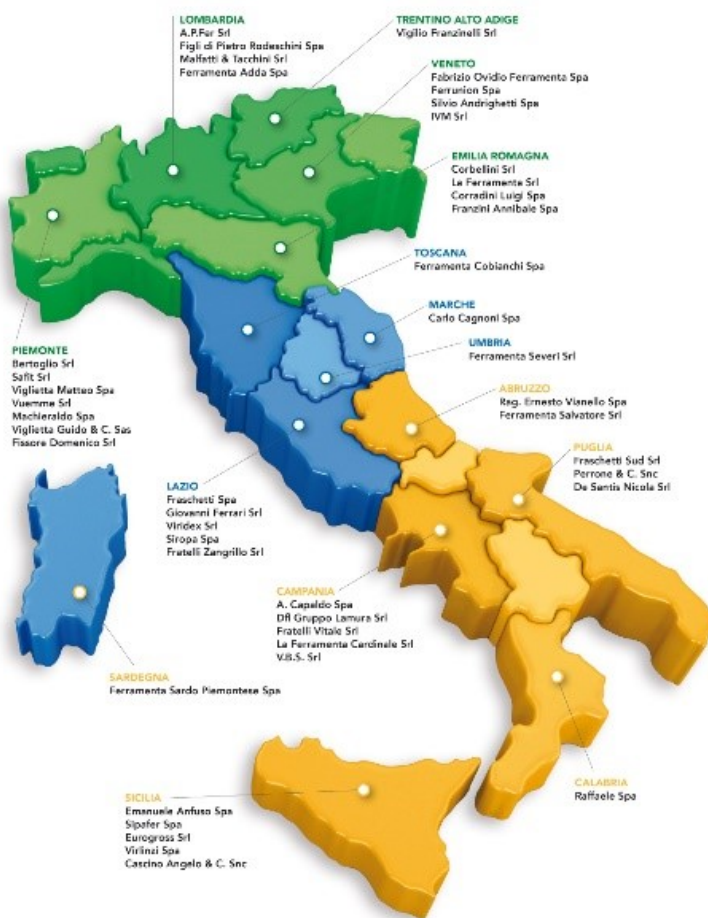 LOMBARDIA
A.P.Fer Srl
Figli di Pietro Rodeschini Spa
Malfatti & Tacchini Srl
Ferramenta Adda Spa
TRENTINO ALTO ADIGE
Vigilio Franzinelli Srl
VENETO
Fabrizio Ovidio Ferramenta Spa
Ferrunion Spa
Silvio Andrighetti Spa
IVM Srl
EMILIA ROMAGNA
Corbellini Srl
La Ferramente Srl
Corradini Luigi Spa
Franzini Annibale Spa
TOSCANA
Ferramenta Cobianchi Spa
MARCHE
Carlo Cagnoni Spa
UMBRIA
Ferramenta Severi Srl
PIEMONTE
Bertoglio Srl
Safit Srl
Viglietta Matteo Spa
Vuemme Srl
Machieraldo Spa
Viglietta Guido & C. Sas
Fissore Domenico Srl
ABRUZZO
Rag. Ernesto Vianello Spa
Ferramenta Salvatore Srl
PUGLIA
Fraschetti Sud Srl
Perrone & C. Snc
De Santis Nicola Srl
LAZIO
Fraschetti Spa
Giovanni Ferrari Srl
Viridex Srl
Siropa Spa
Fratelli Zangrillo Srl
CAMPANIA
A. Capaldo Spa
Dfl Gruppo Lamura Srl
Fratelli Vitale Srl
La Ferramenta Cardinale Srl
V.B.S. Srl
SARDEGNA
Ferramenta Sardo Piemontese Spa
CALABRIA
Raffaele Spa
SICILIA
Emanuele Anfuso Spa
Sipafer Spa
Eurogross Srl
Virlinzi Spa
Cascino Angelo & C. Snc